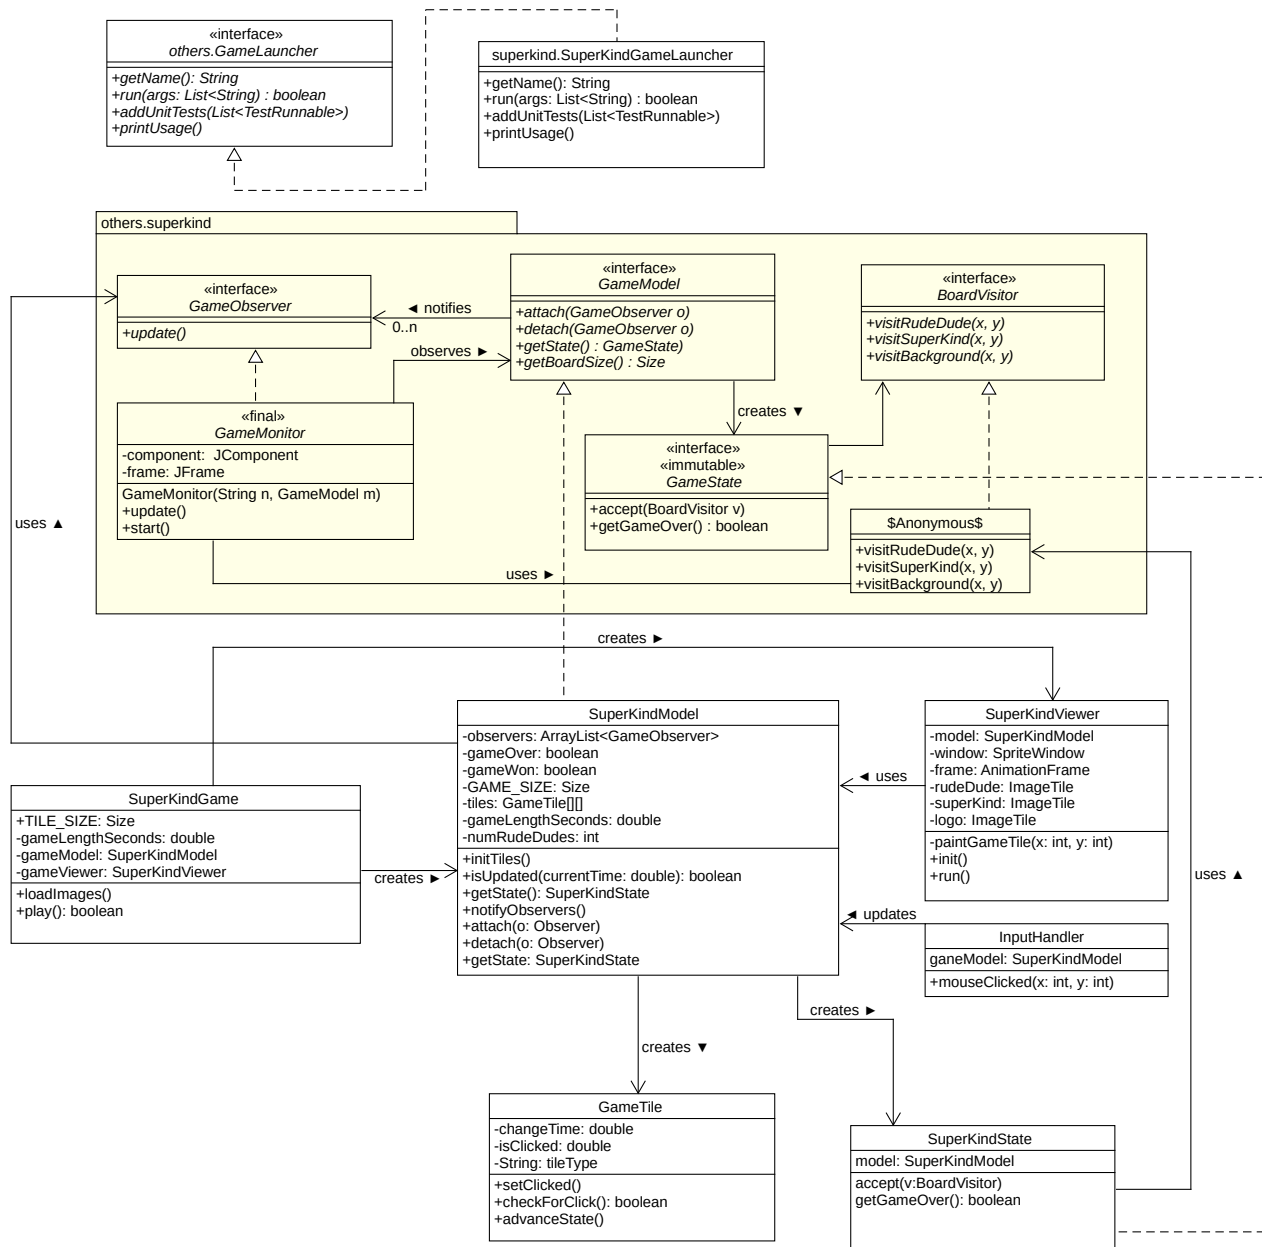 «interface»
others.GameLauncher
+getName(): String
+run(args: List<String) : boolean
+addUnitTests(List<TestRunnable>)
+printUsage()
superkind.SuperKindGameLauncher
+getName(): String
+run(args: List<String) : boolean
+addUnitTests(List<TestRunnable>)
+printUsage()
others.superkind
«interface»
GameObserver
+update()
◄ notifies
0..n
observes ►
«interface»
GameModel
+attach(GameObserver o)
+detach(GameObserver o)
+getState() : GameState)
+getBoardSize() : Size
«interface»
BoardVisitor
+visitRudeDude(x, y)
+visitSuperKind(x, y)
+visitBackground(x, y)
creates ▼
«final»
GameMonitor
-component:  JComponent
-frame: JFrame
GameMonitor(String n, GameModel m)
+update()
+start()
«interface»
«immutable»
GameState
+accept(BoardVisitor v)
+getGameOver() : boolean
$Anonymous$
+visitRudeDude(x, y)
+visitSuperKind(x, y)
+visitBackground(x, y)
uses ▲
uses ►
creates ►
SuperKindModel
-observers: ArrayList<GameObserver>
-gameOver: boolean
-gameWon: boolean
-GAME_SIZE: Size
-tiles: GameTile[][]
-gameLengthSeconds: double
-numRudeDudes: int
+initTiles()
+isUpdated(currentTime: double): boolean
+getState(): SuperKindState
+notifyObservers()
+attach(o: Observer)
+detach(o: Observer)
+getState: SuperKindState
SuperKindViewer
-model: SuperKindModel
-window: SpriteWindow
-frame: AnimationFrame
-rudeDude: ImageTile
-superKind: ImageTile
-logo: ImageTile
-paintGameTile(x: int, y: int)
+init()
+run()
◄ uses
SuperKindGame
+TILE_SIZE: Size
-gameLengthSeconds: double
-gameModel: SuperKindModel
-gameViewer: SuperKindViewer
+loadImages()
+play(): boolean
creates ►
uses ▲
◄ updates
InputHandler
ganeModel: SuperKindModel
+mouseClicked(x: int, y: int)
creates ►
creates ▼
GameTile
-changeTime: double
-isClicked: double
-String: tileType
+setClicked()
+checkForClick(): boolean
+advanceState()
SuperKindState
model: SuperKindModel
accept(v:BoardVisitor)
getGameOver(): boolean